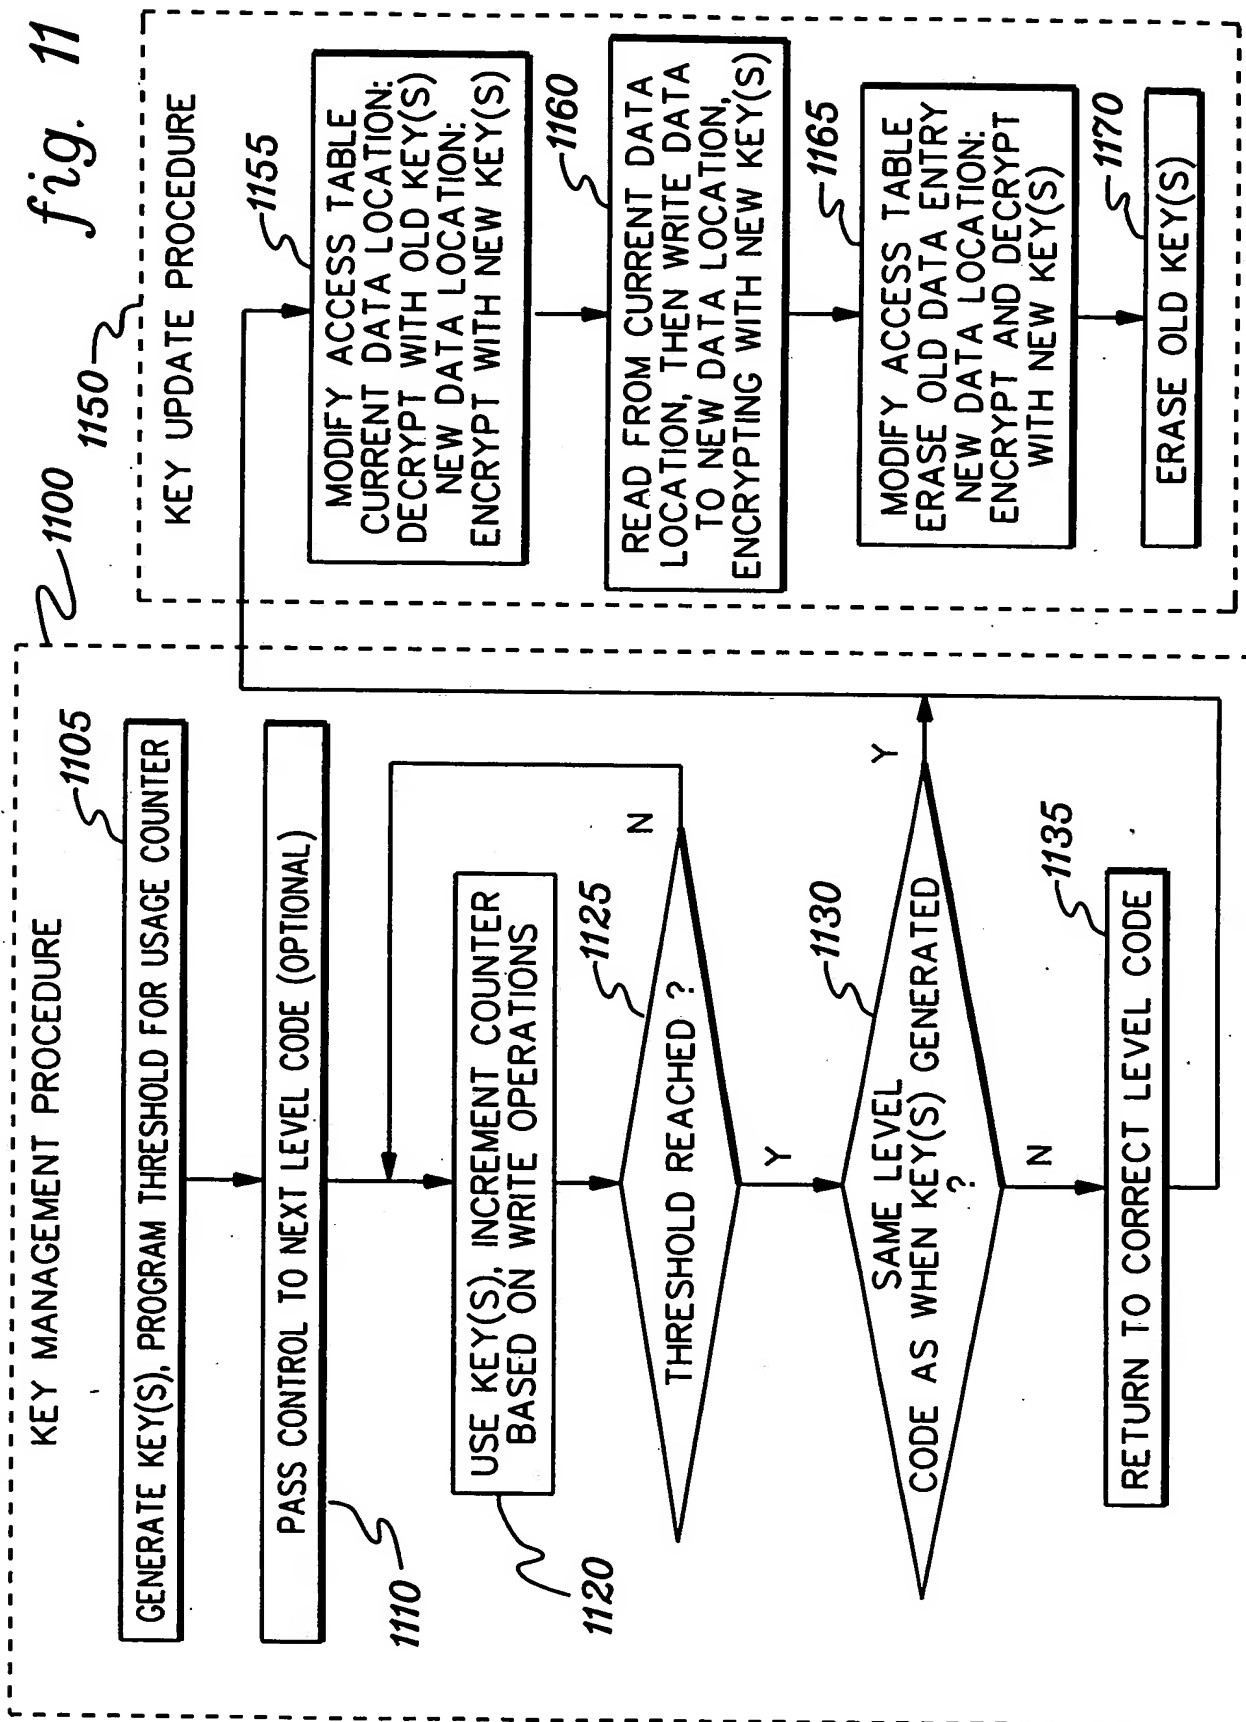 fig. 11
1100
KEY MANAGEMENT PROCEDURE
1105
GENERATE KEY(S), PROGRAM THRESHOLD FOR USAGE COUNTER
PASS CONTROL TO NEXT LEVEL CODE (OPTIONAL)
1110
USE KEY(S), INCREMENT COUNTER
BASED ON WRITE OPERATIONS
1120
1125
THRESHOLD REACHED ?
N
Y
1130
SAME LEVEL
CODE AS WHEN KEY(S) GENERATED
?
Y
N
1135
RETURN TO CORRECT LEVEL CODE
1150
KEY UPDATE PROCEDURE
1155
MODIFY ACCESS TABLE
CURRENT DATA LOCATION:
DECRYPT WITH OLD KEY(S)
NEW DATA LOCATION:
ENCRYPT WITH NEW KEY(S)
1160
READ FROM CURRENT DATA
LOCATION, THEN WRITE DATA
TO NEW DATA LOCATION,
ENCRYPTING WITH NEW KEY(S)
1165
MODIFY ACCESS TABLE
ERASE OLD DATA ENTRY
NEW DATA LOCATION:
ENCRYPT AND DECRYPT
WITH NEW KEY(S)
1170
ERASE OLD KEY(S)